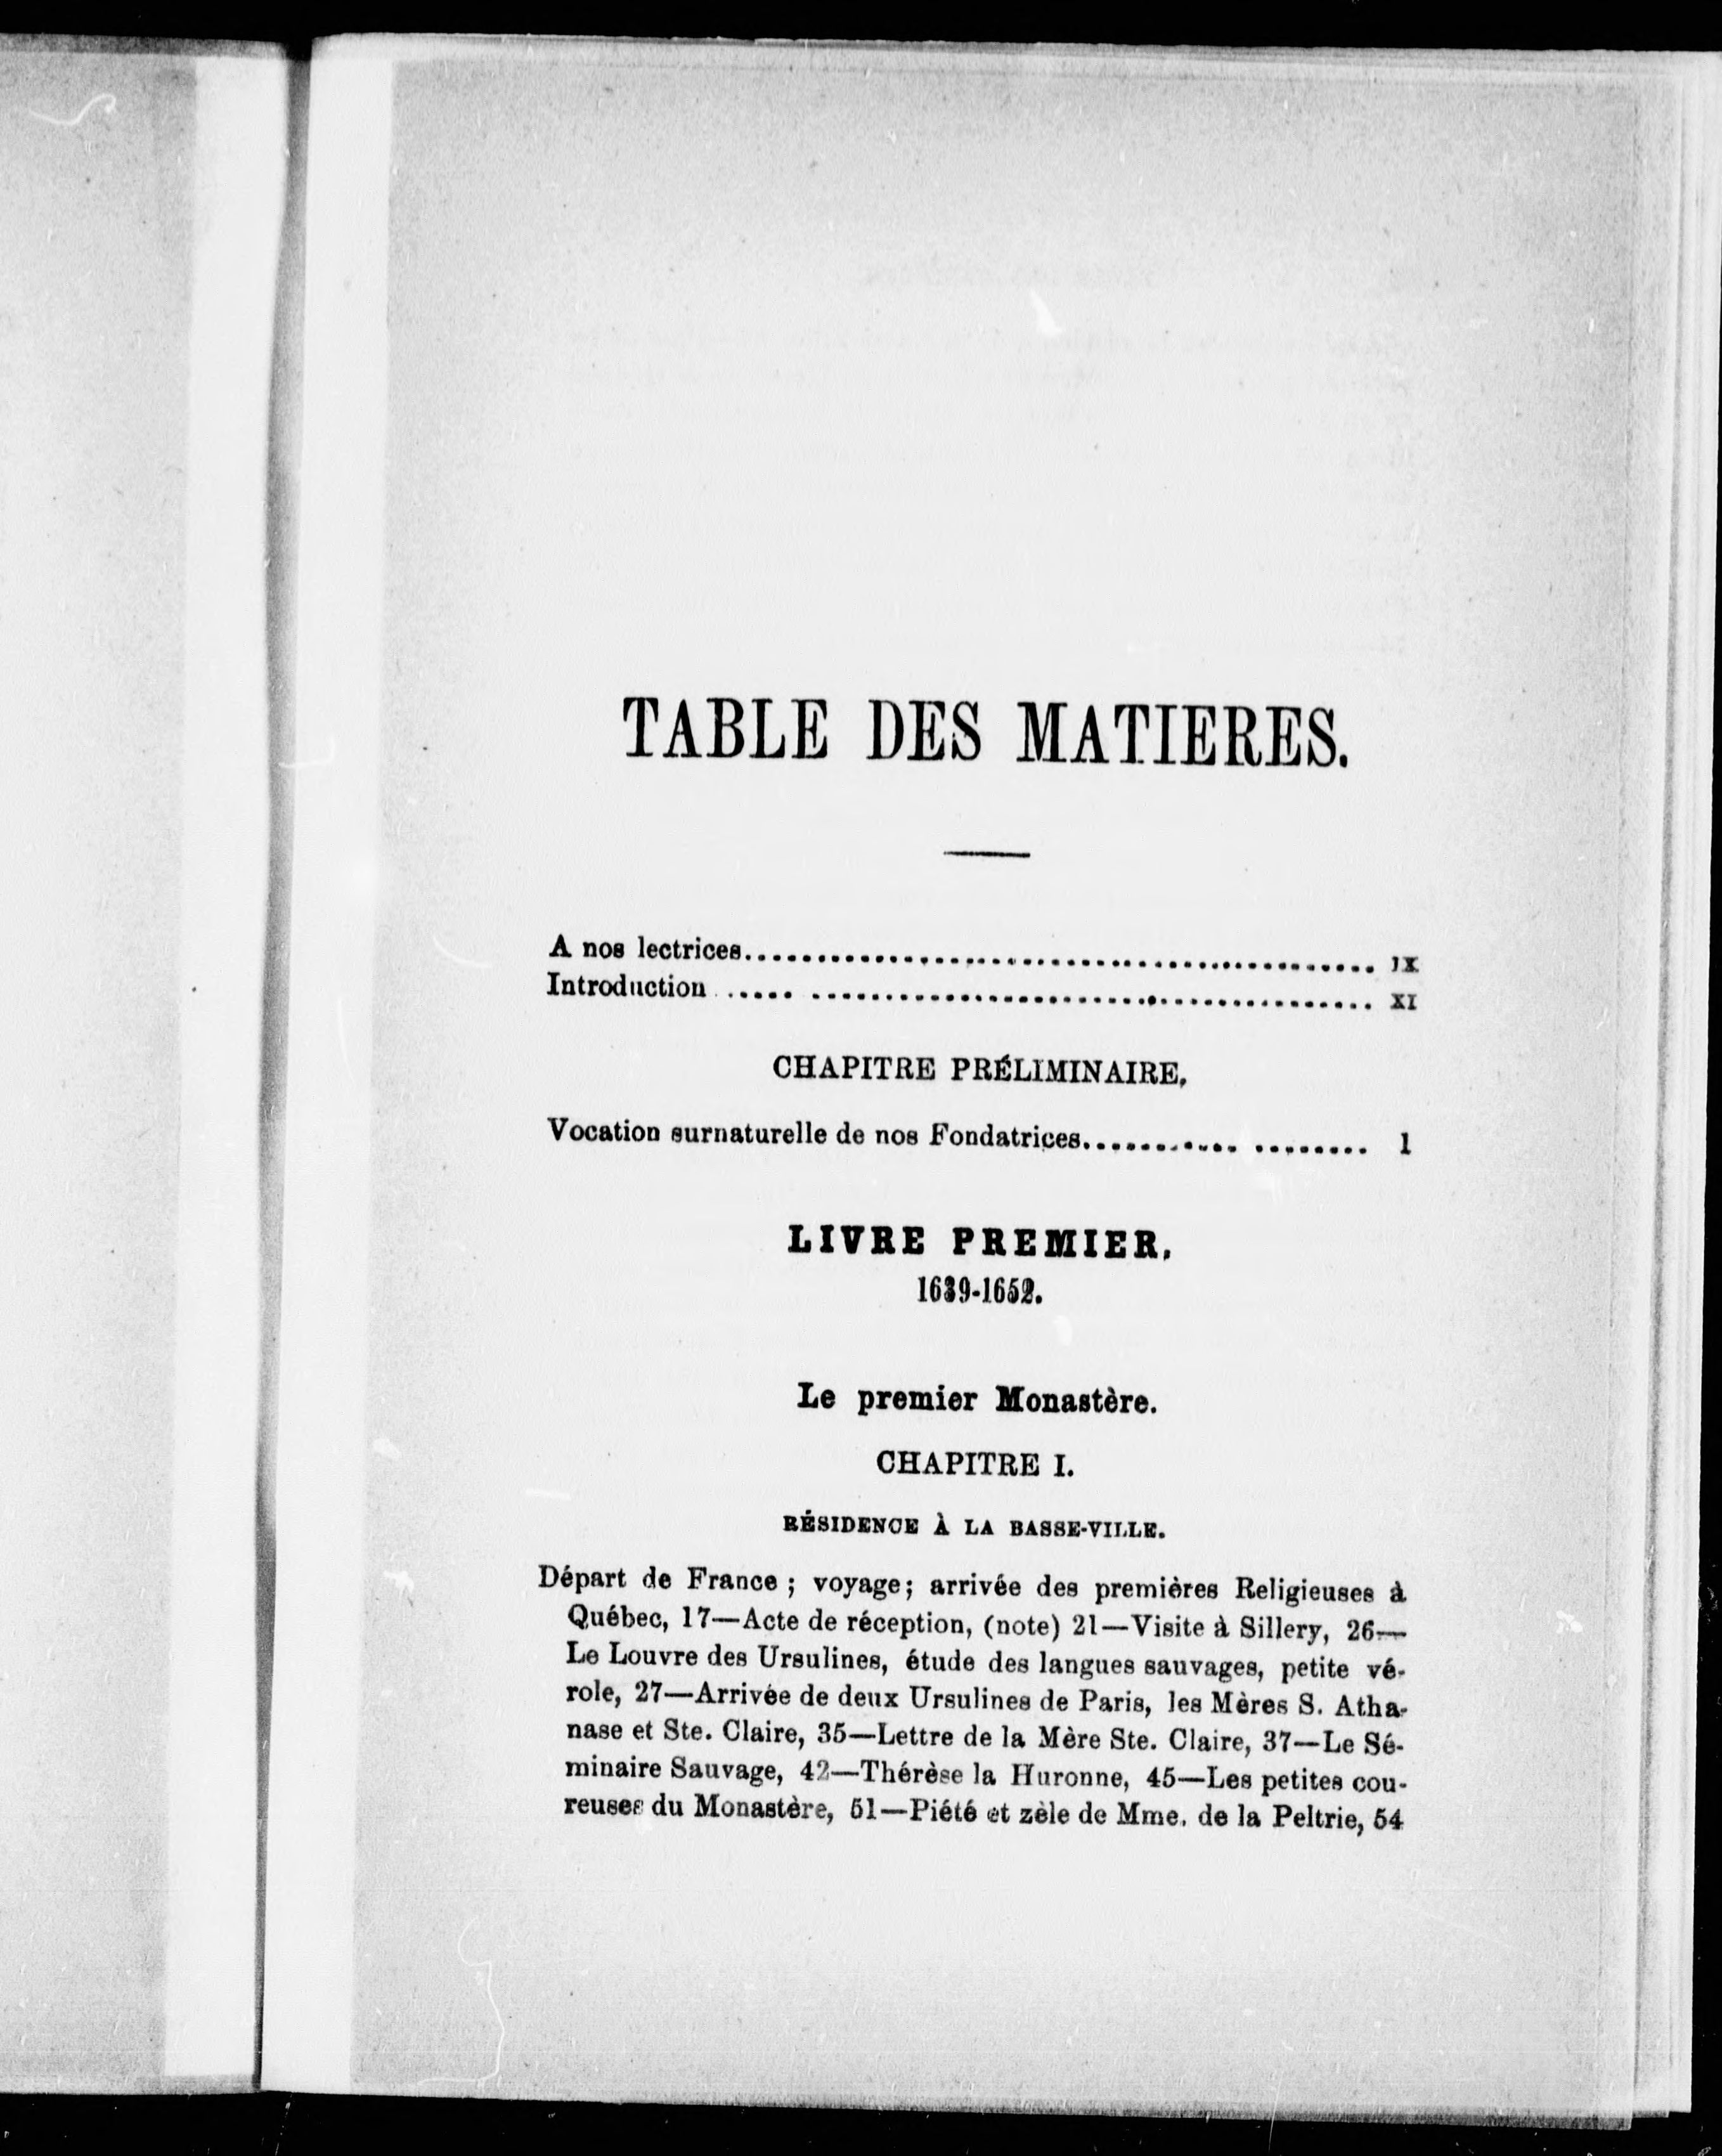 TABLE DES MATIERES.
A nos lectrices............................................ IX
Introduction ...... ....................................... XI
CHAPITRE PRÉLIMINAIRE.
Vocation surnaturelle de nos Fondatrices........... ........ 1
LIVRE PREMIER.
1639-1652.
Le premier Monastère.
CHAPITRE I.
RÉSIDENCE À LA BASSE-VILLE.
Départ de France ; voyage; arrivée des premières Religieuses à
Québec, 17—Acte de réception, (note) 21—Visite à Sillery, 26—
Le Louvre des Ursulines, étude des langues sauvages, petite vé-
role, 27—Arrivée de deux Ursulines de Paris, les Mères S. Atha-
nase et Ste. Claire, 35—Lettre de la Mère Ste. Claire, 37—Le Sé-
minaire Sauvage, 42—Thérèse la Huronne, 45—Les petites cou-
reuses du Monastère, 51—Piété et zèle de Mme. de la Peltrie, 54